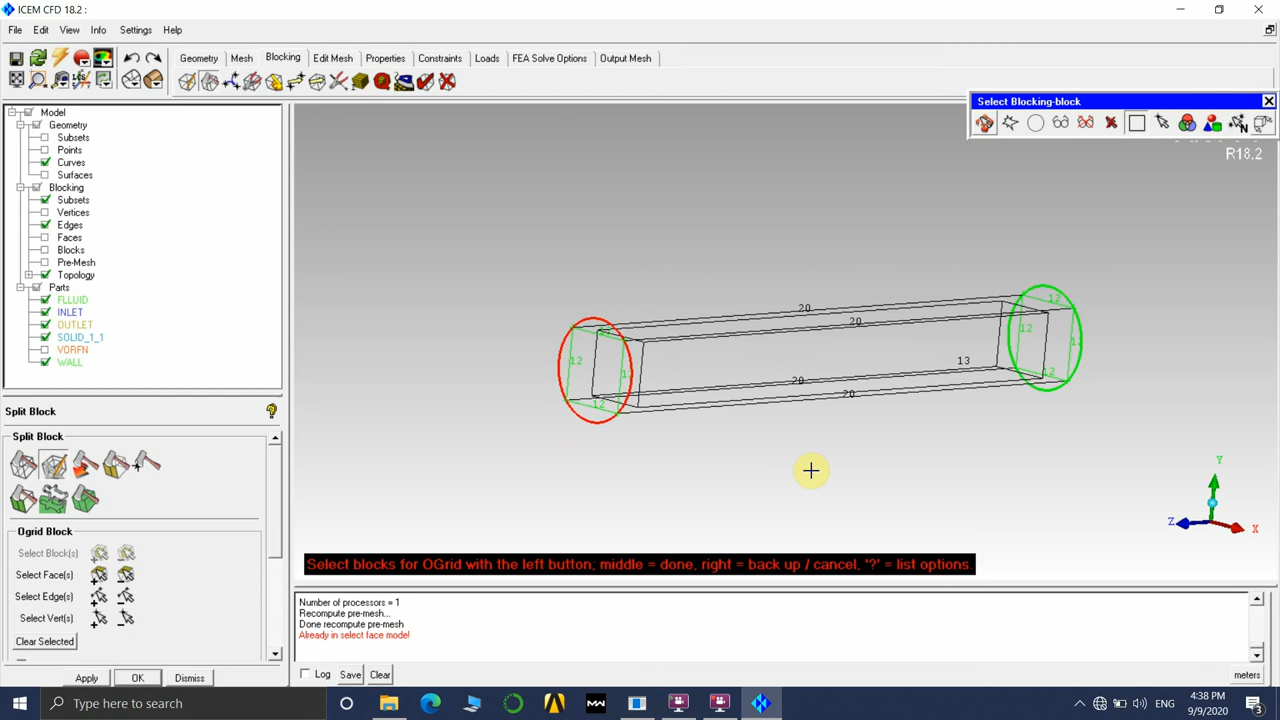 ICEM CFD 18.2 :
File Edit View Info Settings Help
Geometry Mesh Blocking Edit Mesh Properties Constraints Loads FEA Solve Options Output Mesh
Select Blocking-block
R18.2
Model
Geometry
Subsets
Points
Curves
Surfaces
Blocking
Subsets
Vertices
Edges
Faces
Blocks
Pre-Mesh
Topology
Parts
FLLUID
INLET
OUTLET
SOLID_1_1
VORFN
WALL
12
20
20
12
12
12
13
20
20
12
12
Y
Z
X
Split Block
Split Block
Ogrid Block
Select Block(s)
Select Face(s)
Select Edge(s)
Select Vert(s)
Clear Selected
Apply OK Dismiss
Select blocks for OGrid with the left button; middle = done, right = back up / cancel, '?' = list options.
Number of processors = 1
Recompute pre-mesh...
Done recompute pre-mesh
Already in select face mode!
Log Save Clear
meters
Type here to search
ENG
4:38 PM
9/9/2020
3